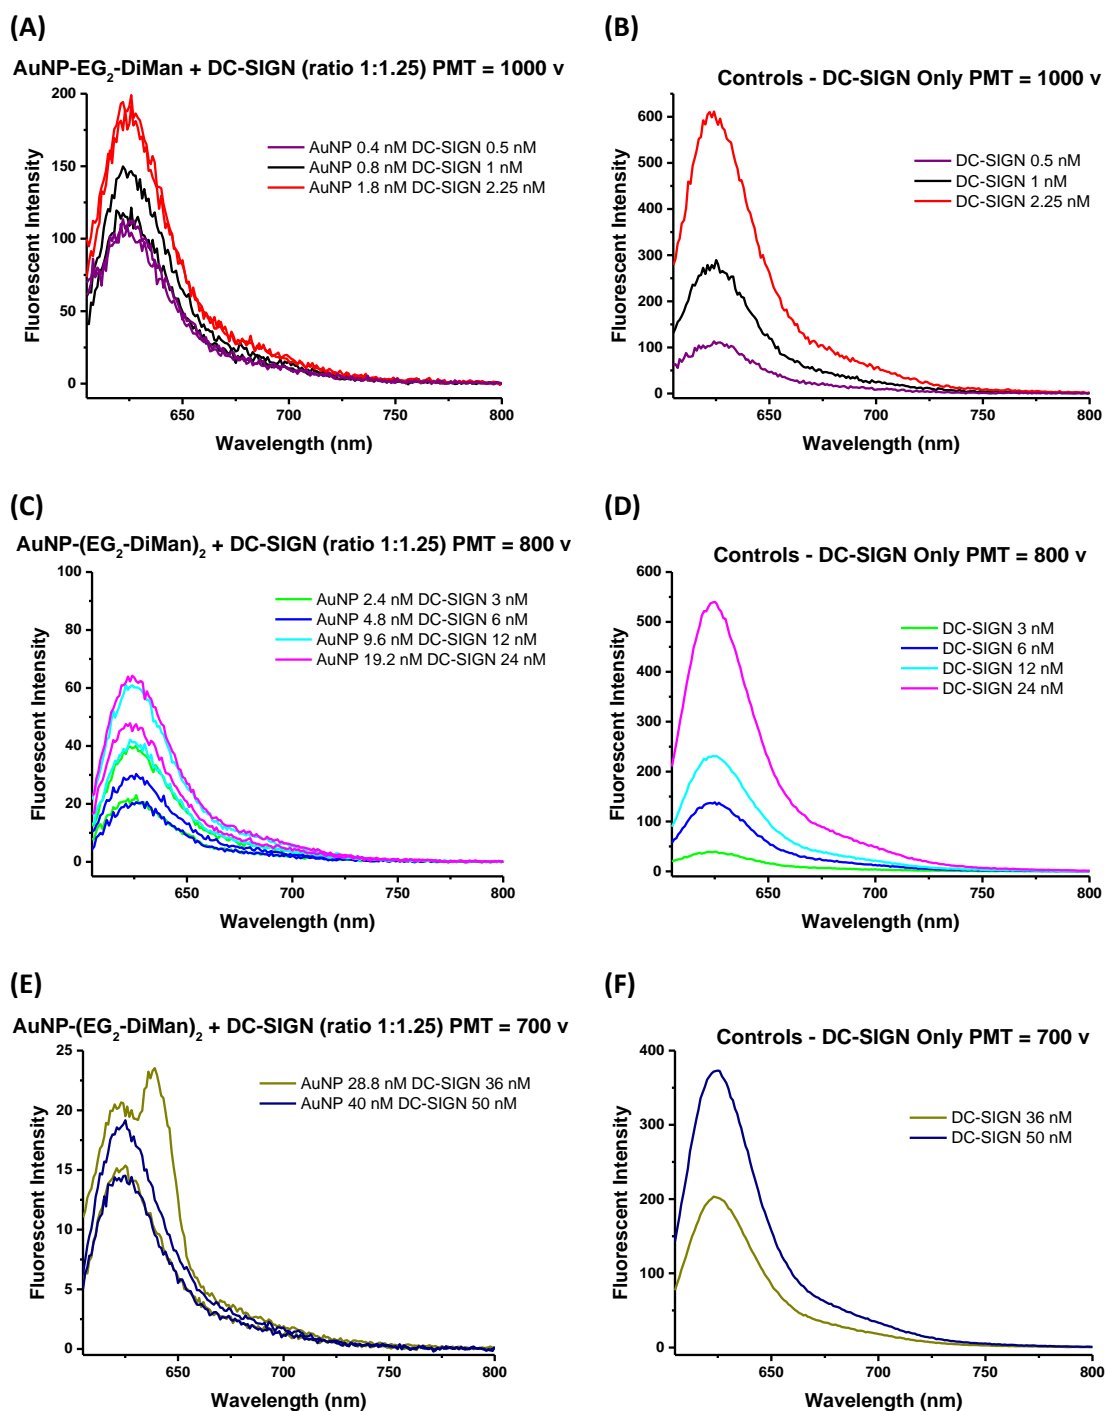 (A)
AuNP-EG₂-DiMan + DC-SIGN (ratio 1:1.25) PMT = 1000 v
200
150
100
50
0
Fluorescent Intensity
AuNP 0.4 nM DC-SIGN 0.5 nM
AuNP 0.8 nM DC-SIGN 1 nM
AuNP 1.8 nM DC-SIGN 2.25 nM
650 700 750 800
Wavelength (nm)
(B)
Controls - DC-SIGN Only PMT = 1000 v
600
500
400
300
200
100
0
Fluorescent Intensity
DC-SIGN 0.5 nM
DC-SIGN 1 nM
DC-SIGN 2.25 nM
650 700 750 800
Wavelength (nm)
(C)
AuNP-(EG₂-DiMan)₂ + DC-SIGN (ratio 1:1.25) PMT = 800 v
100
80
60
40
20
0
Fluorescent Intensity
AuNP 2.4 nM DC-SIGN 3 nM
AuNP 4.8 nM DC-SIGN 6 nM
AuNP 9.6 nM DC-SIGN 12 nM
AuNP 19.2 nM DC-SIGN 24 nM
650 700 750 800
Wavelength (nm)
(D)
Controls - DC-SIGN Only PMT = 800 v
600
500
400
300
200
100
0
Fluorescent Intensity
DC-SIGN 3 nM
DC-SIGN 6 nM
DC-SIGN 12 nM
DC-SIGN 24 nM
650 700 750 800
Wavelength (nm)
(E)
AuNP-(EG₂-DiMan)₂ + DC-SIGN (ratio 1:1.25) PMT = 700 v
25
20
15
10
5
0
Fluorescent Intensity
AuNP 28.8 nM DC-SIGN 36 nM
AuNP 40 nM DC-SIGN 50 nM
650 700 750 800
Wavelength (nm)
(F)
Controls - DC-SIGN Only PMT = 700 v
400
300
200
100
0
Fluorescent Intensity
DC-SIGN 36 nM
DC-SIGN 50 nM
650 700 750 800
Wavelength (nm)